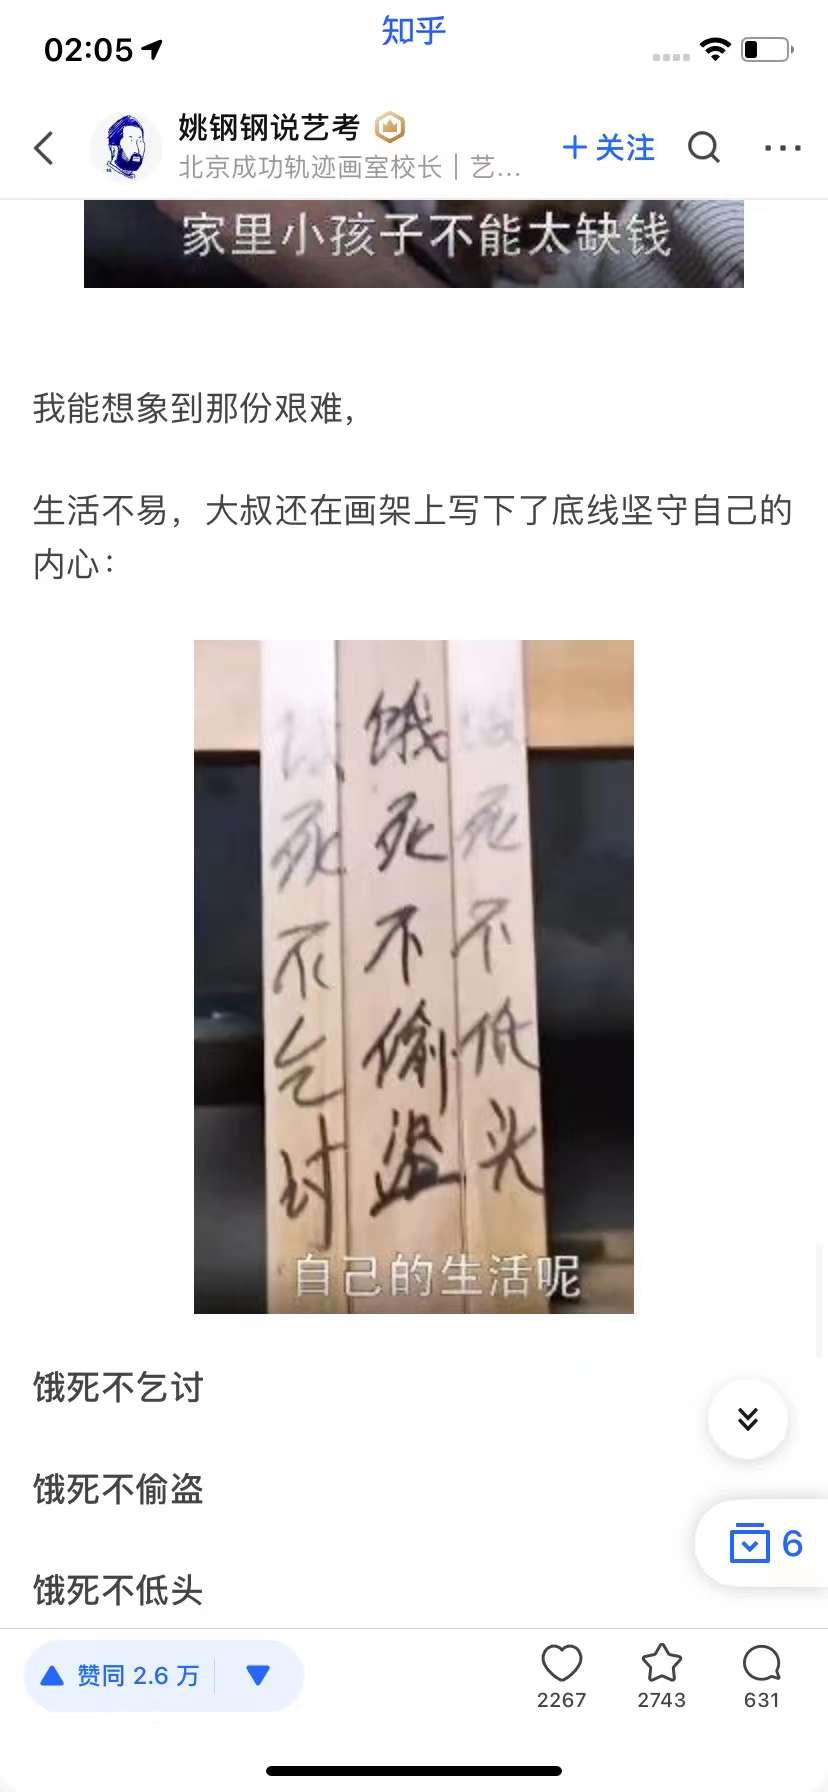 02:05
知乎
姚钢钢说艺考
北京成功轨迹画室校长｜艺...
+ 关注
家里小孩子不能太缺钱
我能想象到那份艰难，
生活不易，大叔还在画架上写下了底线坚守自己的
内心：
饿死不乞讨
饿死不偷盗
饿死不低头
自己的生活呢
饿死不乞讨
饿死不偷盗
饿死不低头
6
赞同 2.6 万
2267
2743
631